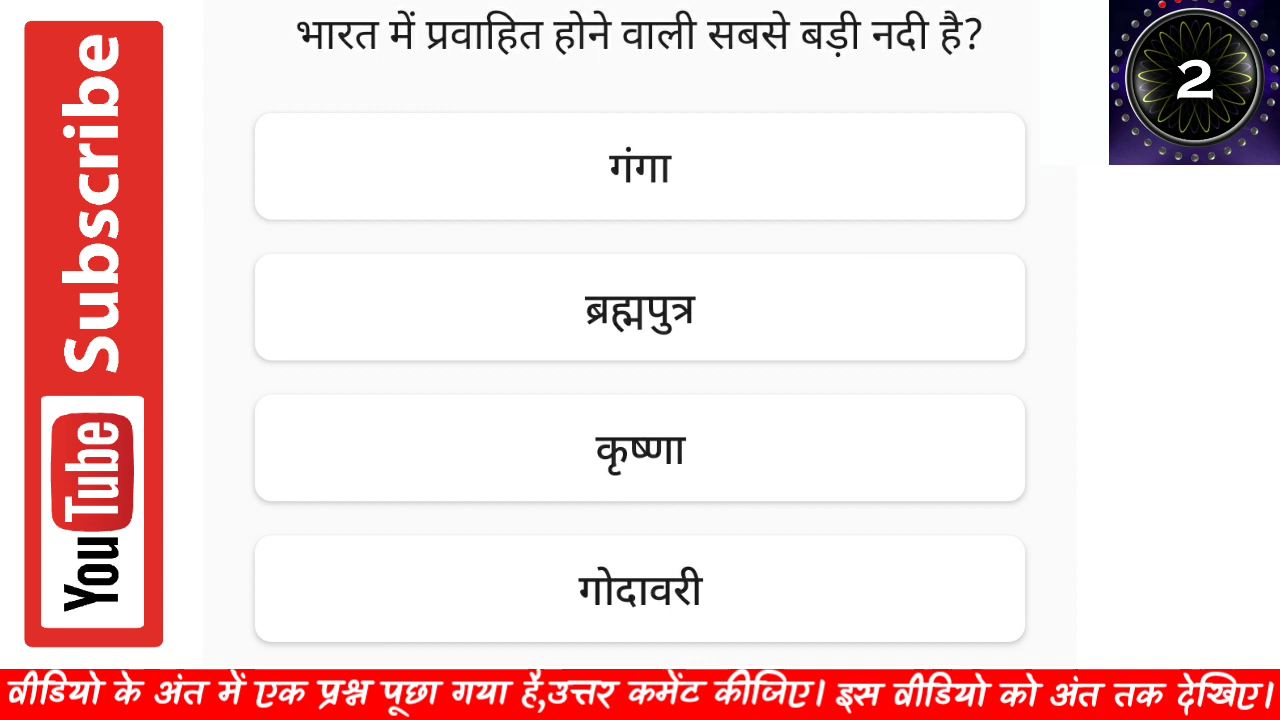 भारत में प्रवाहित होने वाली सबसे बड़ी नदी है?
2
गंगा
ब्रह्मपुत्र
कृष्णा
गोदावरी
YouTube Subscribe
वीडियो के अंत में एक प्रश्न पूछा गया है,उत्तर कमेंट कीजिए। इस वीडियो को अंत तक देखिए।